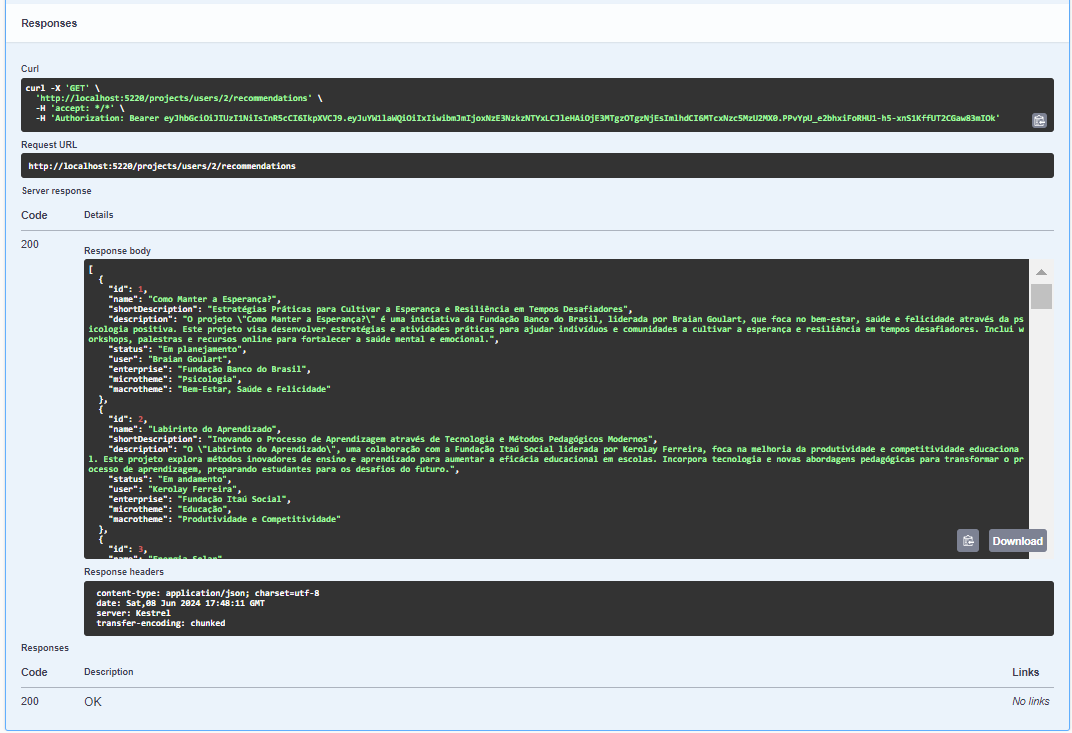 Responses
Curl
curl -X 'GET' \
'http://localhost:5220/projects/users/2/recommendations' \
-H 'accept: */*' \
-H 'Authorization: Bearer
Request URL
http://localhost:5220/projects/users/2/recommendations
Server response
Code Details
200
Response body
[
{
"id": 1,
"name": "Como Manter a Esperança?",
"shortDescription": "Estratégias Práticas para Cultivar a Esperança e Resiliência em Tempos Desafiadores",
"description": "O projeto \"Como Manter a Esperança?\" é uma iniciativa da Fundação Banco do Brasil, liderada por Braian Goulart, que foca no bem-estar, saúde e felicidade através da ps
icologia positiva. Este projeto visa desenvolver estratégias e atividades práticas para ajudar indivíduos e comunidades a cultivar a esperança e resiliência em tempos desafiadores. Inclui w
orkshops, palestras e recursos online para fortalecer a saúde mental e emocional.",
"status": "Em planejamento",
"user": "Braian Goulart",
"enterprise": "Fundação Banco do Brasil",
"microtheme": "Psicologia",
"macrotheme": "Bem-Estar, Saúde e Felicidade"
},
{
"id": 2,
"name": "Labirinto do Aprendizado",
"shortDescription": "Inovando o Processo de Aprendizagem através de Tecnologia e Métodos Pedagógicos Modernos",
"description": "O \"Labirinto do Aprendizado\", uma colaboração com a Fundação Itaú Social liderada por Kerolay Ferreira, foca na melhoria da produtividade e competitividade educaciona
l. Este projeto explora métodos inovadores de ensino e aprendizado para aumentar a eficácia educacional em escolas. Incorpora tecnologia e novas abordagens pedagógicas para transformar o pr
ocesso de aprendizagem, preparando estudantes para os desafios do futuro.",
"status": "Em andamento",
"user": "Kerolay Ferreira",
"enterprise": "Fundação Itaú Social",
"microtheme": "Educação",
"macrotheme": "Produtividade e Competitividade"
},
{
"id": 3,
"name": "Energia Solar"
Download
Response headers
content-type: application/json; charset=utf-8
date: Sat,08 Jun 2024 17:48:11 GMT
server: Kestrel
transfer-encoding: chunked
Responses
Code Description Links
200 OK No links